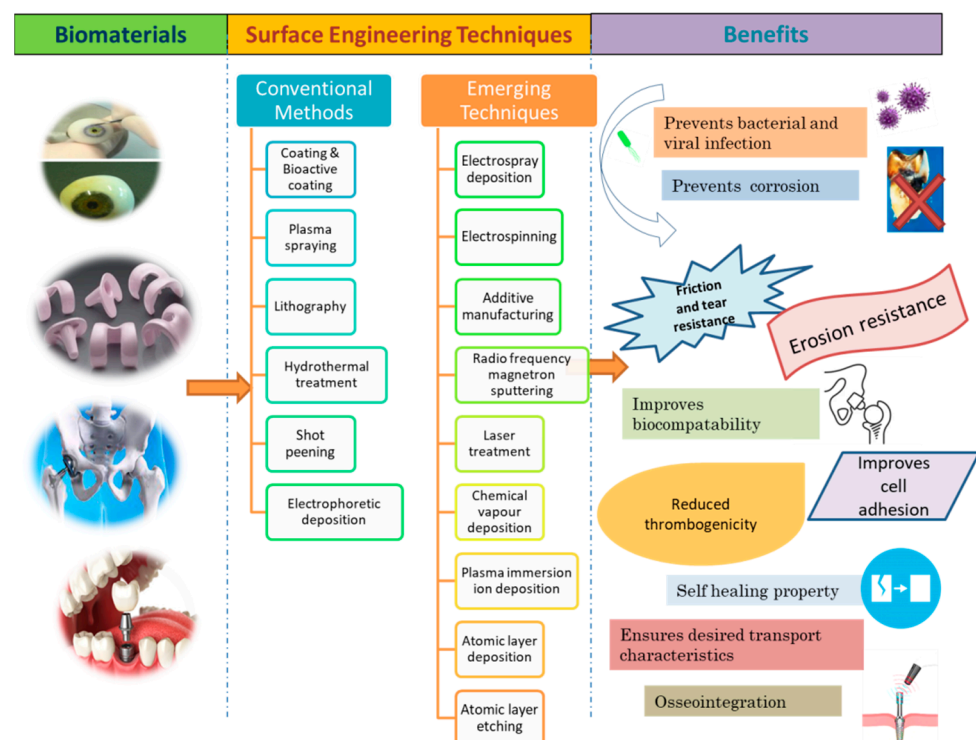 Biomaterials
Surface Engineering Techniques
Benefits
Conventional
Methods
Coating &
Bioactive
coating
Plasma
spraying
Lithography
Hydrothermal
treatment
Shot
peening
Electrophoretic
deposition
Emerging
Techniques
Electrospray
deposition
Electrospinning
Additive
manufacturing
Radio frequency
magnetron
sputtering
Laser
treatment
Chemical
vapour
deposition
Plasma immersion
ion deposition
Atomic layer
deposition
Atomic layer
etching
Prevents bacterial and
viral infection
Prevents corrosion
Friction
and tear
resistance
Erosion resistance
Improves
biocompatability
Improves
cell
adhesion
Reduced
thrombogenicity
Self healing property
Ensures desired transport
characteristics
Osseointegration